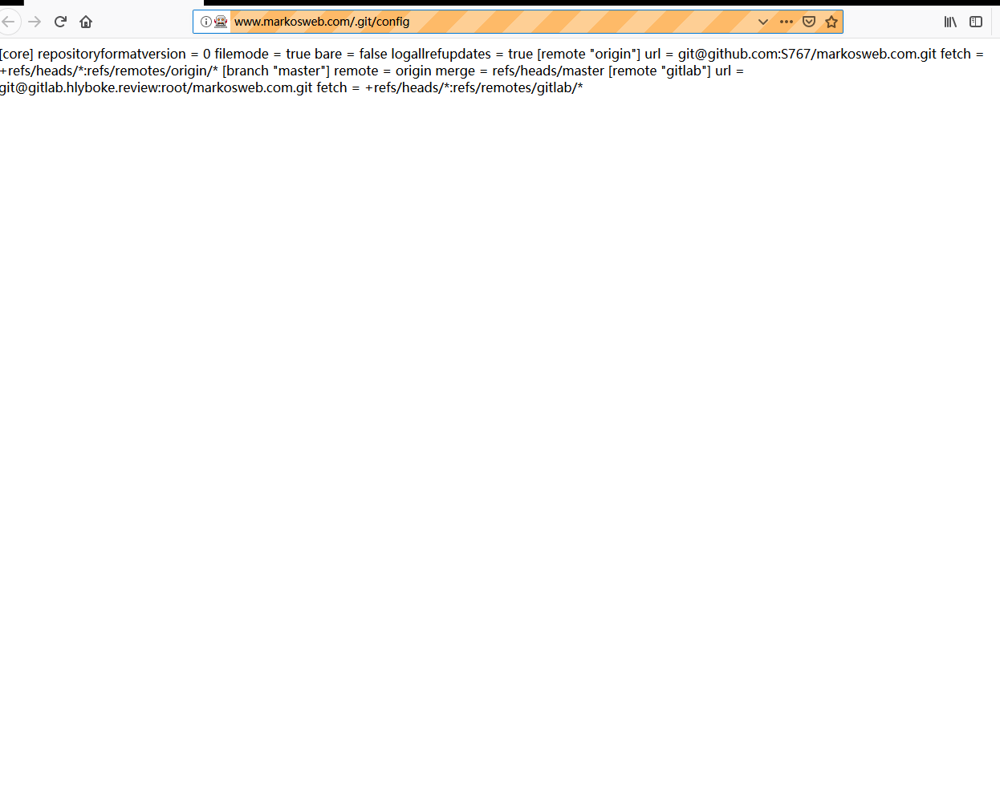 www.markosweb.com/.git/config
[core] repositoryformatversion = 0 filemode = true bare = false logallrefupdates = true [remote "origin"] url = git@github.com:S767/markosweb.com.git fetch =
+refs/heads/*:refs/remotes/origin/* [branch "master"] remote = origin merge = refs/heads/master [remote "gitlab"] url =
git@gitlab.hlyboke.review:root/markosweb.com.git fetch = +refs/heads/*:refs/remotes/gitlab/*